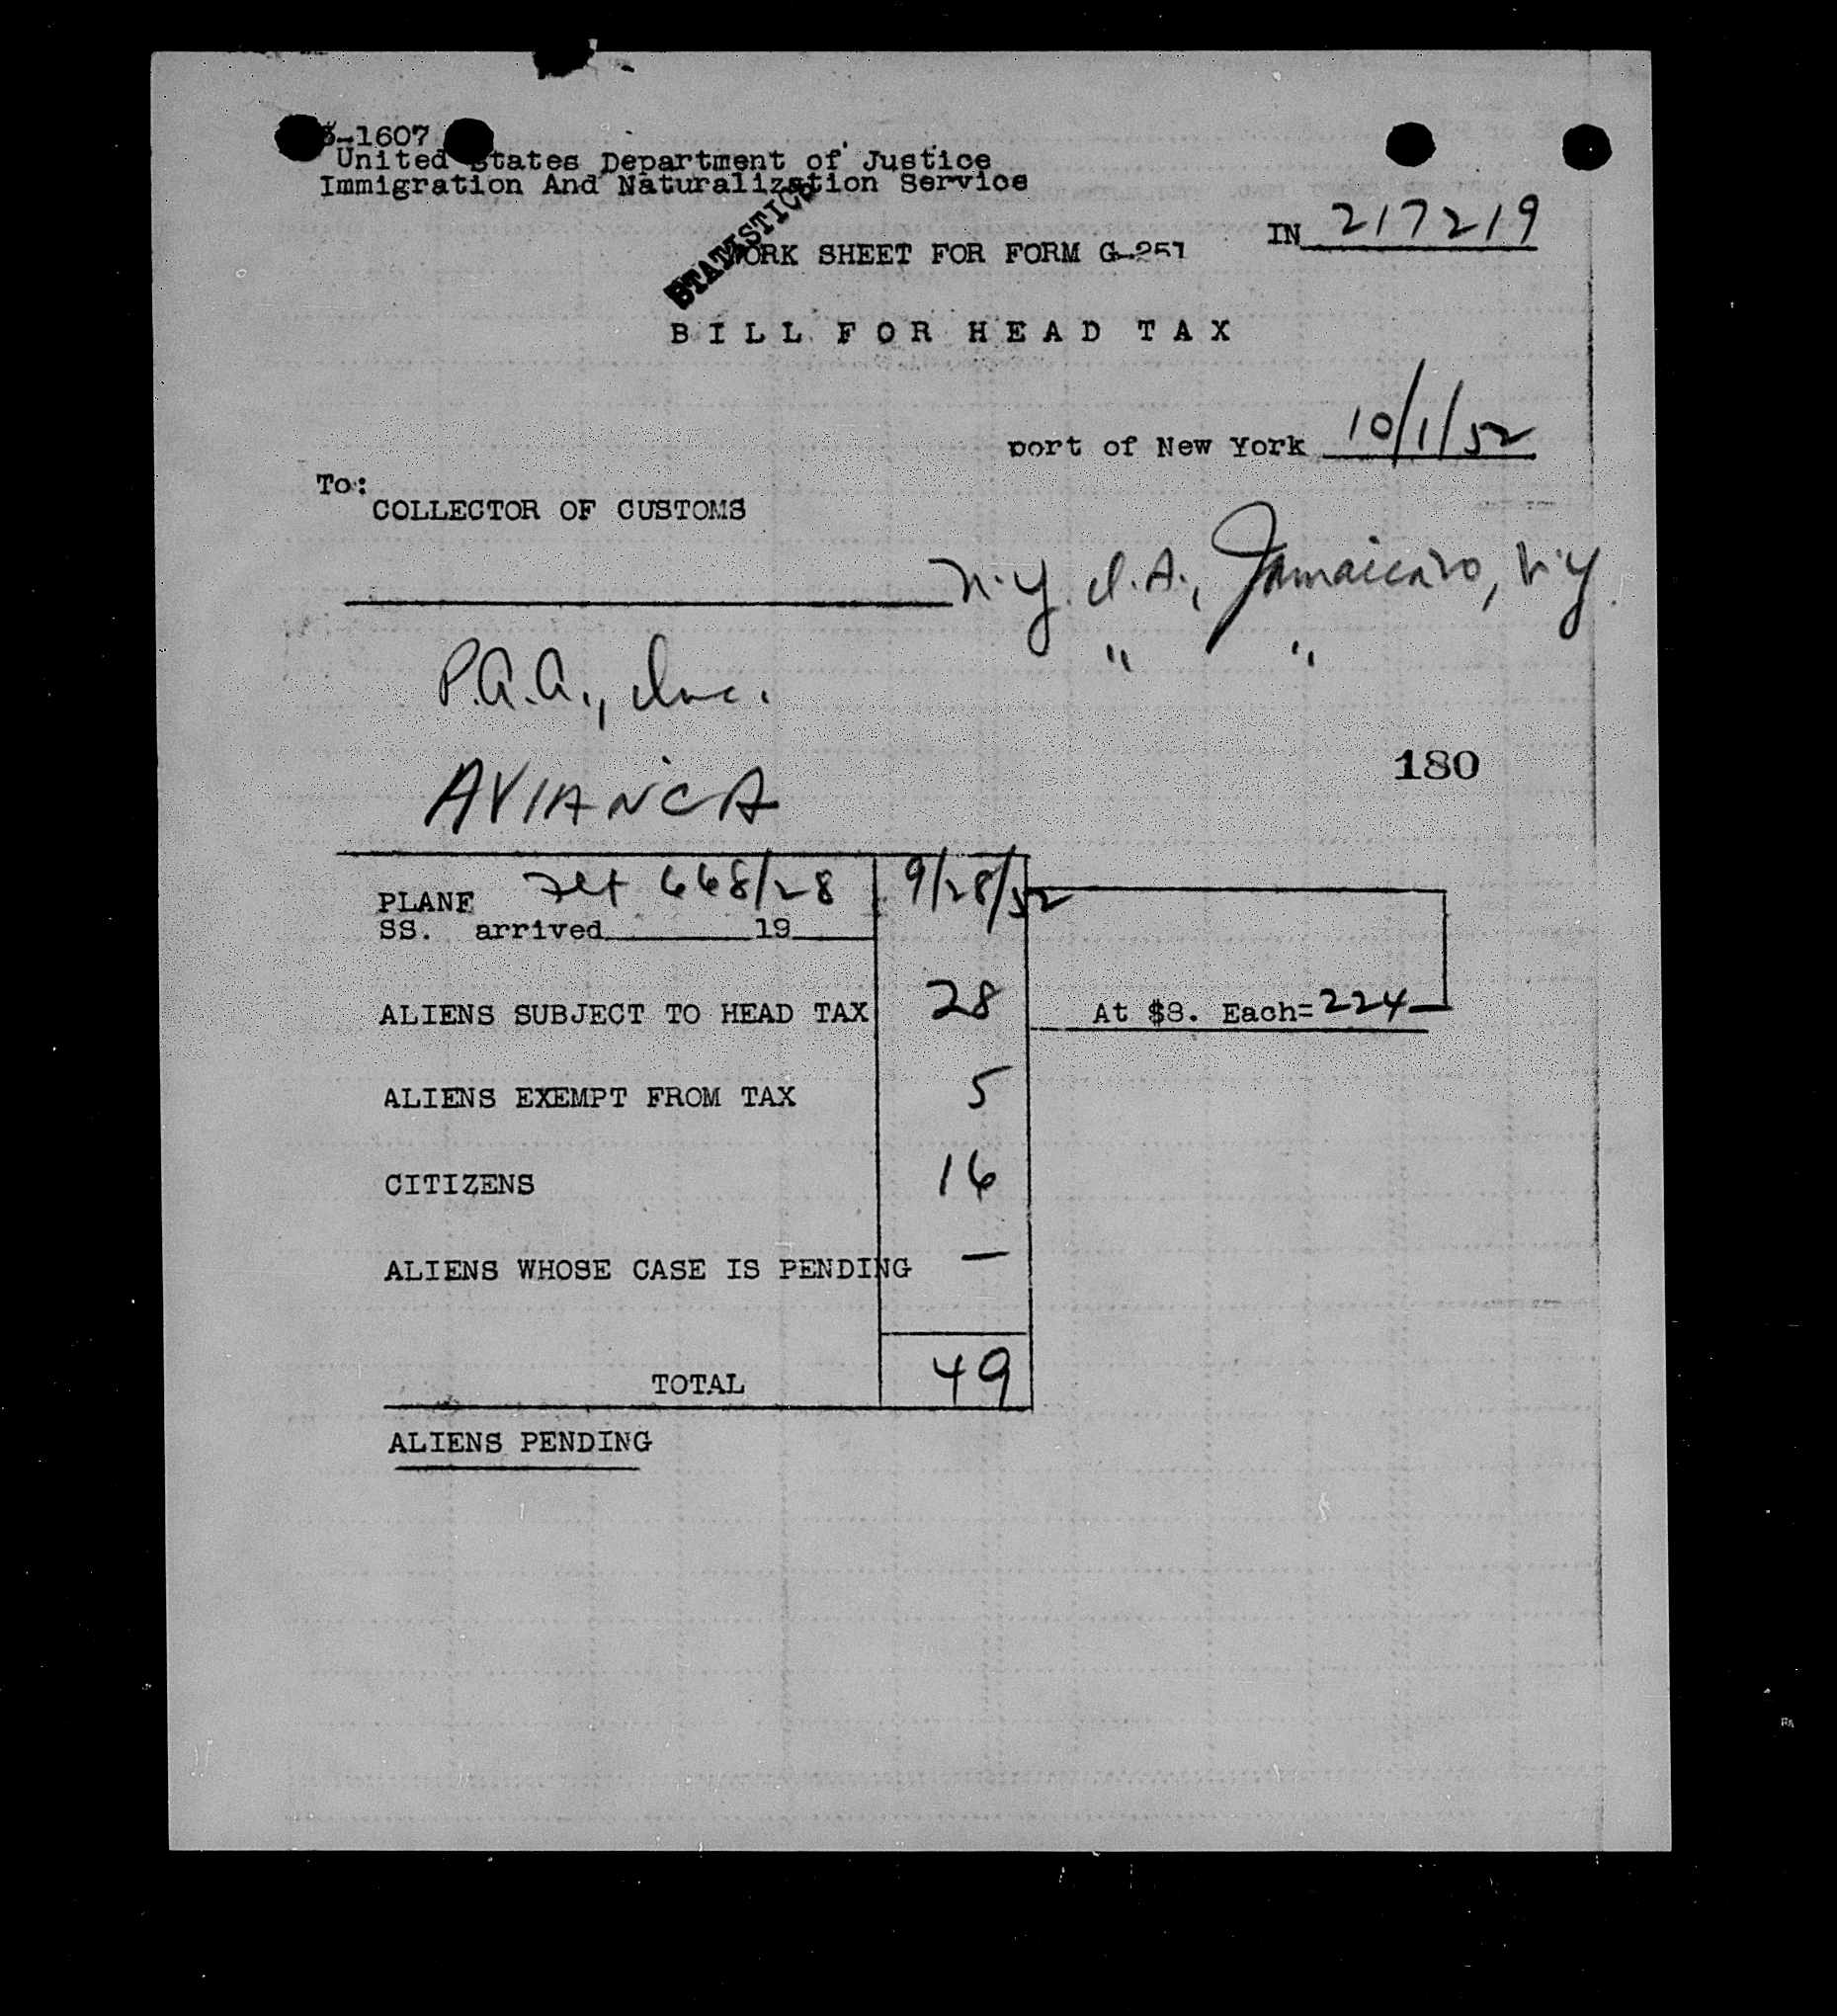 3-1607
United States Department of Justice
Immigration And Naturalization Service
STATISTICS
WORK SHEET FOR FORM G-251
IN 217219
BILL FOR HEAD TAX
port of New York 10/1/52
To:
COLLECTOR OF CUSTOMS
N.Y. I.A., Jamaica, N.Y.
" "
P.A.A., Inc.
AVIANCA
180
PLANE 668/28 9/28/52
SS. arrived 19
ALIENS SUBJECT TO HEAD TAX 28 At $8. Each= 224
ALIENS EXEMPT FROM TAX 5
CITIZENS 16
ALIENS WHOSE CASE IS PENDING —
TOTAL 49
ALIENS PENDING